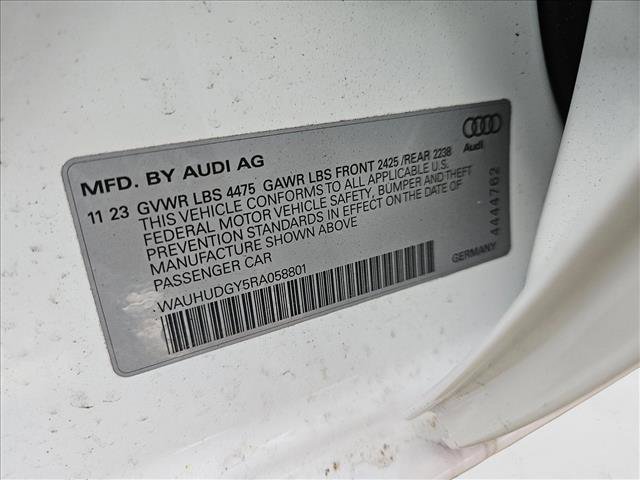 Audi
MFD. BY AUDI AG
11 23 GVWR LBS 4475 GAWR LBS FRONT 2425 /REAR 2238
THIS VEHICLE CONFORMS TO ALL APPLICABLE U.S.
FEDERAL MOTOR VEHICLE SAFETY, BUMPER AND THEFT
PREVENTION STANDARDS IN EFFECT ON THE DATE OF
MANUFACTURE SHOWN ABOVE
PASSENGER CAR
.WAUHUDGY5RA058801
GERMANY
4444762